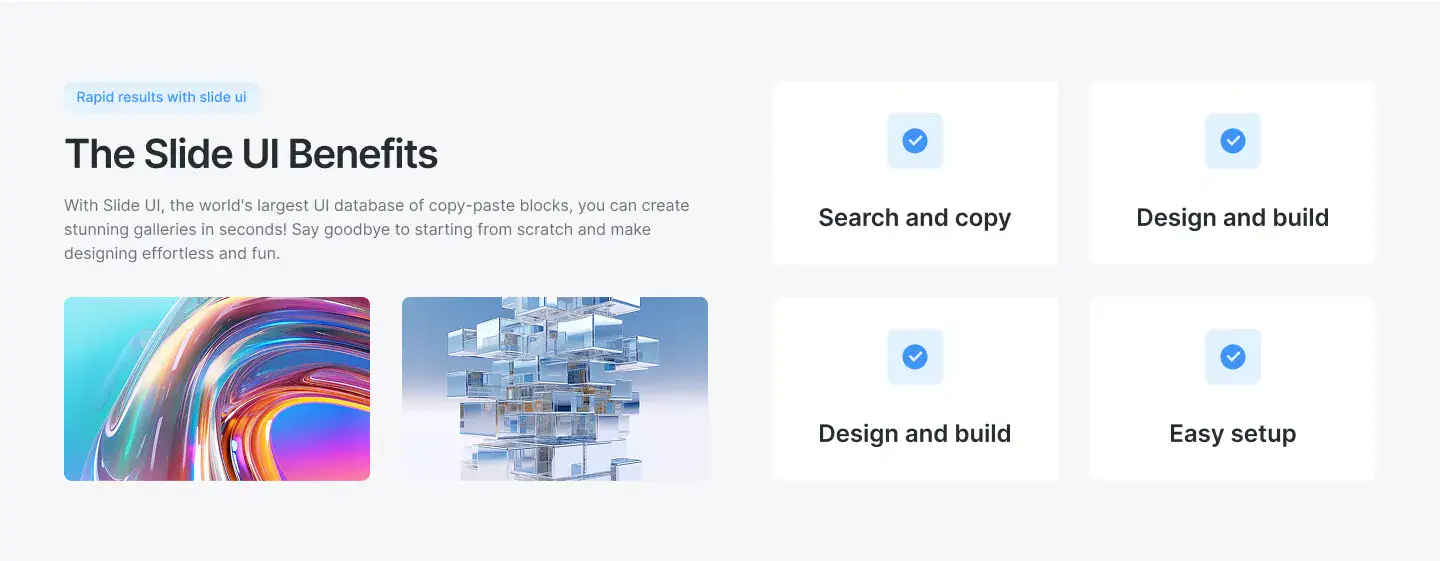 Rapid results with slide ui
The Slide UI Benefits
With Slide UI, the world's largest UI database of copy-paste blocks, you can create
stunning galleries in seconds! Say goodbye to starting from scratch and make
designing effortless and fun.
Search and copy
Design and build
Design and build
Easy setup